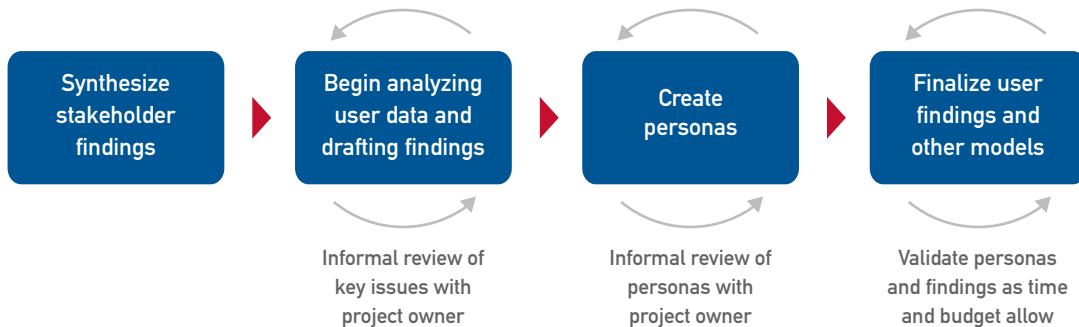 Synthesize
stakeholder
findings
Begin analyzing
user data and
drafting findings
Create
personas
Finalize user
findings and
other models
Informal review of
key issues with
project owner
Informal review of
personas with
project owner
Validate personas
and findings as time
and budget allow